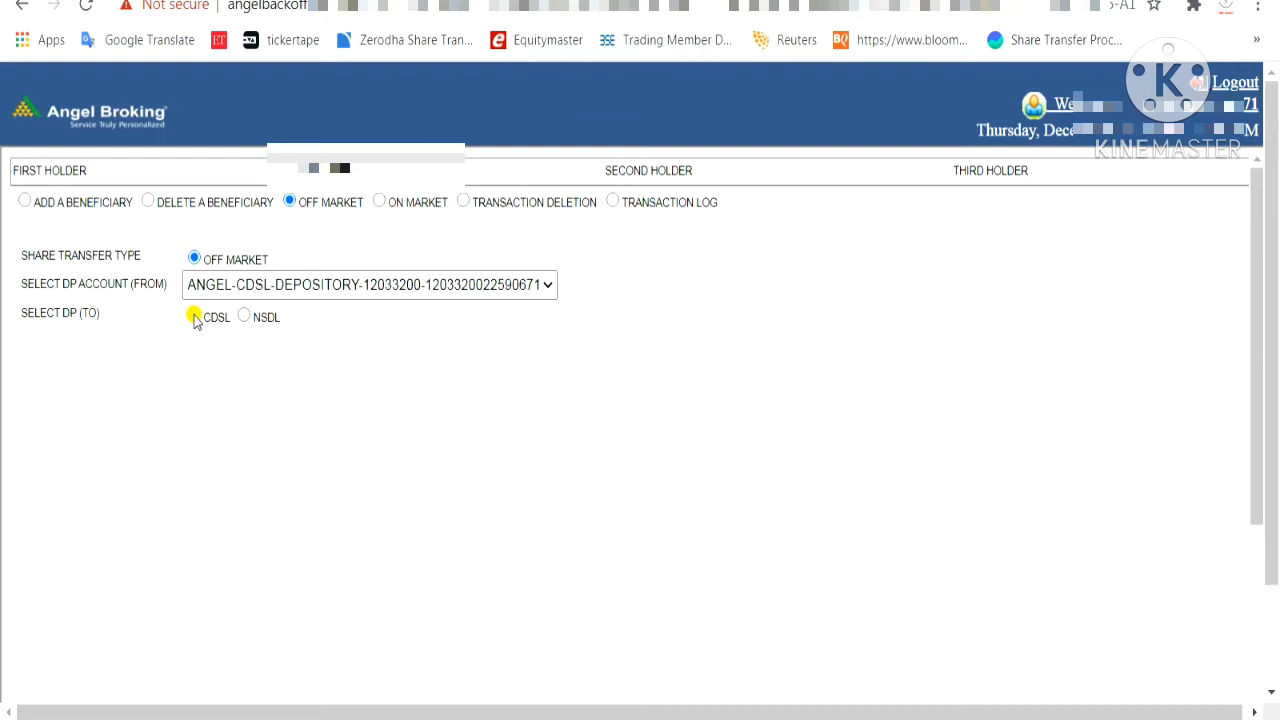 Not secure | angelbackoff
Apps Google Translate ET tickertape Zerodha Share Tran... Equitymaster Trading Member D... Reuters BQ https://www.bloom... Share Transfer Proc... »
Logout
K
Angel Broking We 71
Service Truly Personalized
Thursday, Dec M
KINEMASTER
FIRST HOLDER SECOND HOLDER THIRD HOLDER
ADD A BENEFICIARY DELETE A BENEFICIARY OFF MARKET ON MARKET TRANSACTION DELETION TRANSACTION LOG
SHARE TRANSFER TYPE OFF MARKET
SELECT DP ACCOUNT (FROM) ANGEL-CDSL-DEPOSITORY-12033200-1203320022590671
SELECT DP (TO) CDSL NSDL